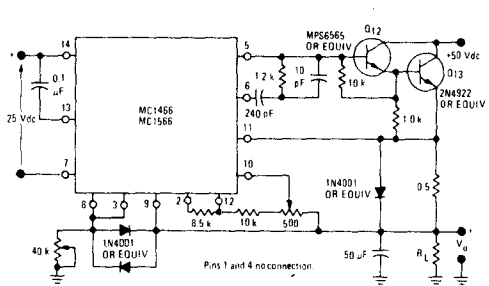 MPS6565
OR EQUIV
Q12
+50 Vdc
Q13
2N4922
OR EQUIV
14
5
+
0.1
μF
1.2 k
10
pF
10k
MC1466
MC1566
6
240 pF
1.0 k
25 Vdc
13
11
10
1N4001
OR EQUIV
0.5
7
8
3
9
2
12
8.5 k
10k
500
+
40 k
1N4001
OR EQUIV
50 μF
RL
Vo
Pins 1 and 4 no connection.